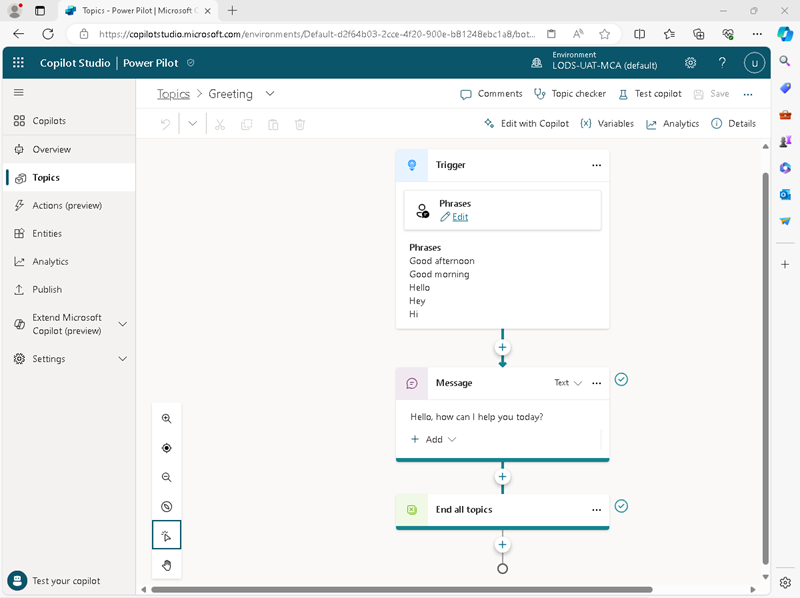 Topics - Power Pilot | Microsoft Co
https://copilotstudio.microsoft.com/environments/Default-d2f64b03-2cce-4f20-900e-b81248ebc1a8/bot...
Copilot Studio | Power Pilot
Environment
LODS-UAT-MCA (default)
?
U
Topics > Greeting
Comments
Topic checker
Test copilot
Save
...
Edit with Copilot
{x} Variables
Analytics
Details
Copilots
Overview
Topics
Actions (preview)
Entities
Analytics
Publish
Extend Microsoft
Copilot (preview)
Settings
Trigger
Phrases
Edit
Phrases
Good afternoon
Good morning
Hello
Hey
Hi
Message
Text
Hello, how can I help you today?
+ Add
End all topics
Test your copilot